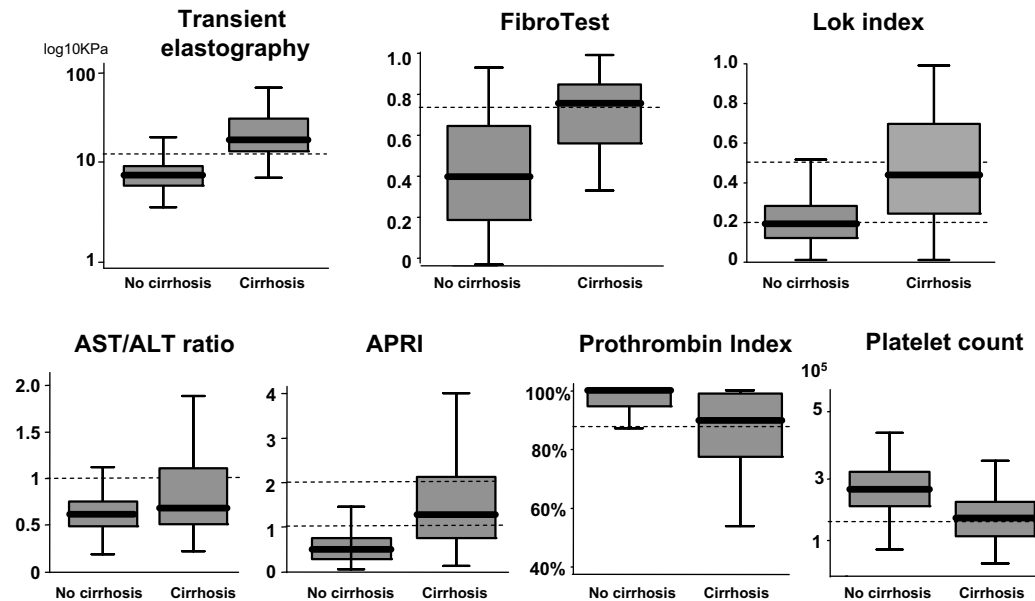 Transient
elastography
log10KPa
100
10
1
No cirrhosis Cirrhosis
FibroTest
1.0
0.8
0.6
0.4
0.2
0
No cirrhosis Cirrhosis
Lok index
1.0
0.8
0.6
0.4
0.2
0
No cirrhosis Cirrhosis
AST/ALT ratio
2.0
1.5
1
0.5
0
No cirrhosis Cirrhosis
APRI
4
3
2
1
0
No cirrhosis Cirrhosis
Prothrombin Index
100%
80%
60%
40%
No cirrhosis Cirrhosis
Platelet count
10⁵
5
3
1
No cirrhosis Cirrhosis